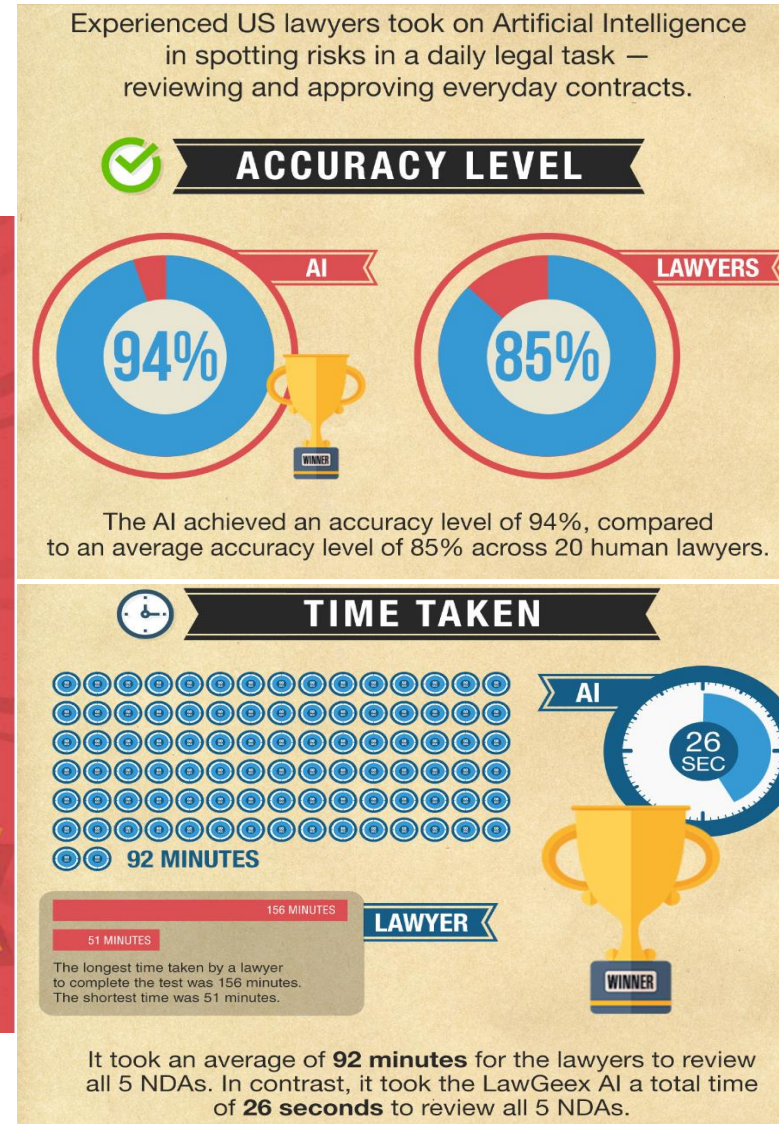 Experienced US lawyers took on Artificial Intelligence
in spotting risks in a daily legal task —
reviewing and approving everyday contracts.
ACCURACY LEVEL
AI
94%
WINNER
LAWYERS
85%
The AI achieved an accuracy level of 94%, compared
to an average accuracy level of 85% across 20 human lawyers.
TIME TAKEN
92 MINUTES
AI
26
SEC
WINNER
LAWYER
156 MINUTES
51 MINUTES
The longest time taken by a lawyer
to complete the test was 156 minutes.
The shortest time was 51 minutes.
It took an average of 92 minutes for the lawyers to review
all 5 NDAs. In contrast, it took the LawGeex AI a total time
of 26 seconds to review all 5 NDAs.